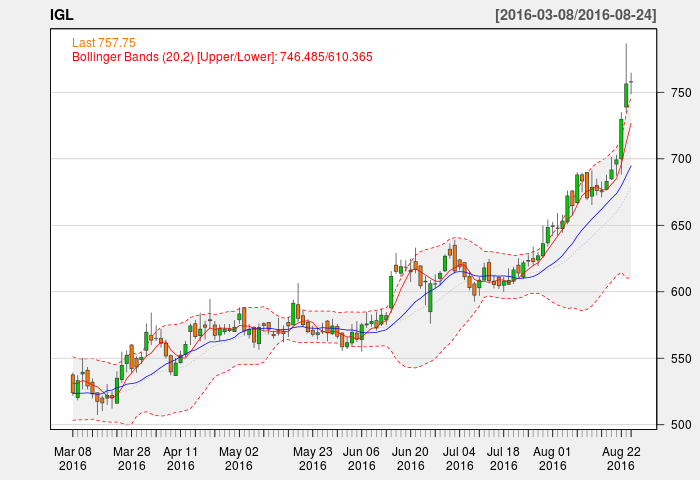 IGL [2016-03-08/2016-08-24]
Last 757.75
Bollinger Bands (20,2) [Upper/Lower]: 746.485/610.365
750
700
650
600
550
500
Mar 08 Mar 28 Apr 11 May 02 May 23 Jun 06 Jun 20 Jul 04 Jul 18 Aug 01 Aug 22
2016 2016 2016 2016 2016 2016 2016 2016 2016 2016 2016